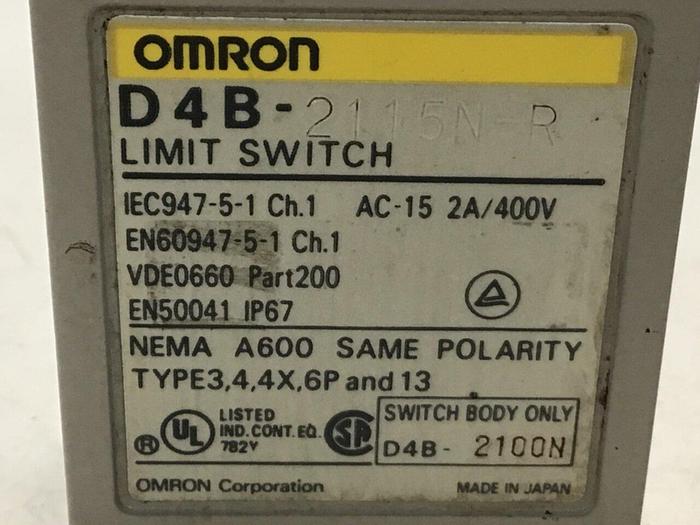 OMRON
D4B-2115N-R
LIMIT SWITCH
IEC947-5-1 Ch.1 AC-15 2A/400V
EN60947-5-1 Ch.1
VDE0660 Part200
EN50041 IP67
NEMA A600 SAME POLARITY
TYPE3,4,4X,6P and 13
® UL LISTED IND.CONT.EQ. 782Y SA SWITCH BODY ONLY
D4B- 2100N
OMRON Corporation MADE IN JAPAN